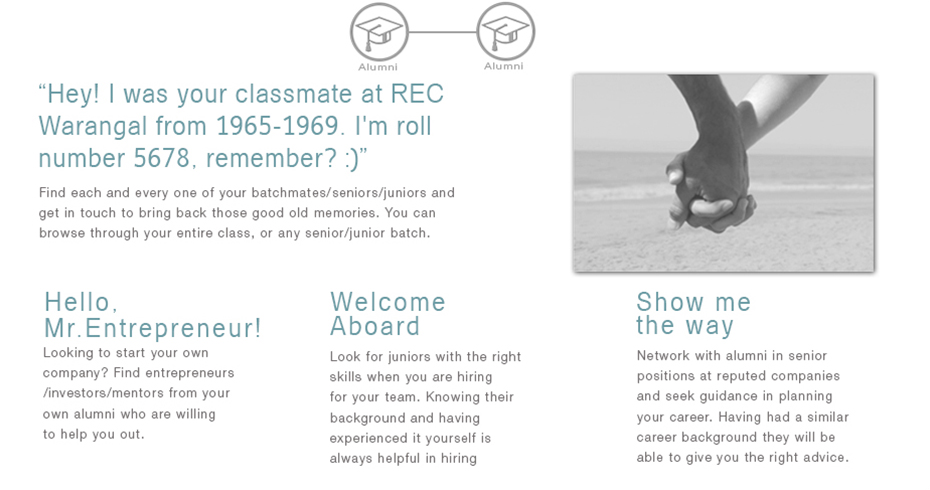 Alumni
Alumni
“Hey! I was your classmate at REC
Warangal from 1965-1969. I'm roll
number 5678, remember? :)”
Find each and every one of your batchmates/seniors/juniors and
get in touch to bring back those good old memories. You can
browse through your entire class, or any senior/junior batch.
Hello,
Mr.Entrepreneur!
Looking to start your own
company? Find entrepreneurs
/investors/mentors from your
own alumni who are willing
to help you out.
Welcome
Aboard
Look for juniors with the right
skills when you are hiring
for your team. Knowing their
background and having
experienced it yourself is
always helpful in hiring
Show me
the way
Network with alumni in senior
positions at reputed companies
and seek guidance in planning
your career. Having had a similar
career background they will be
able to give you the right advice.